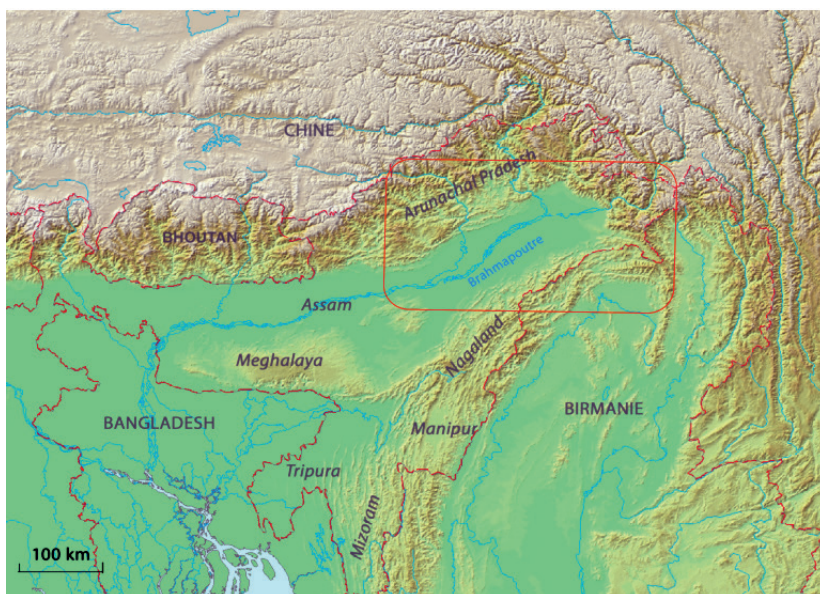 CHINE
Arunachal Pradesh
BHOUTAN
Brahmapoutre
Assam
Nagaland
Meghalaya
BIRMANIE
BANGLADESH
Manipur
Tripura
Mizoram
100 km